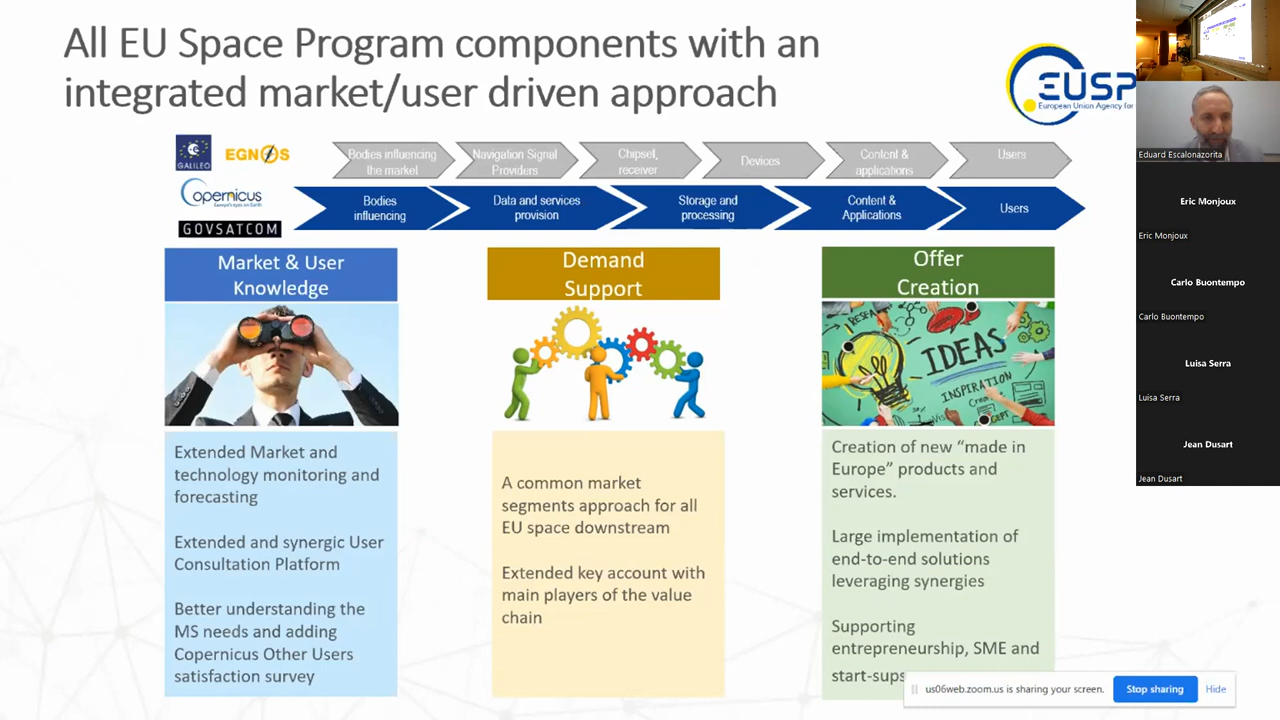 All EU Space Program components with an
integrated market/user driven approach
EUSP
European Union Agency for
GALILEO
EGNOS
Bodies influencing
the market
Navigation Signal
Providers
Chipset,
receiver
Devices
Content &
applications
Users
Copernicus
Europe's eyes on Earth
GOVSATCOM
Bodies
influencing
Data and services
provision
Storage and
processing
Content &
Applications
Users
Market & User
Knowledge
Demand
Support
Offer
Creation
IDEAS
INSPIRATION
Extended Market and
technology monitoring and
forecasting
Extended and synergic User
Consultation Platform
Better understanding the
MS needs and adding
Copernicus Other Users
satisfaction survey
A common market
segments approach for all
EU space downstream
Extended key account with
main players of the value
chain
Creation of new “made in
Europe” products and
services.
Large implementation of
end-to-end solutions
leveraging synergies
Supporting
entrepreneurship, SME and
start-ups
us06web.zoom.us is sharing your screen.
Stop sharing
Hide
Eduard Escalonazorita
Eric Monjoux
Eric Monjoux
Carlo Buontempo
Carlo Buontempo
Luisa Serra
Luisa Serra
Jean Dusart
Jean Dusart